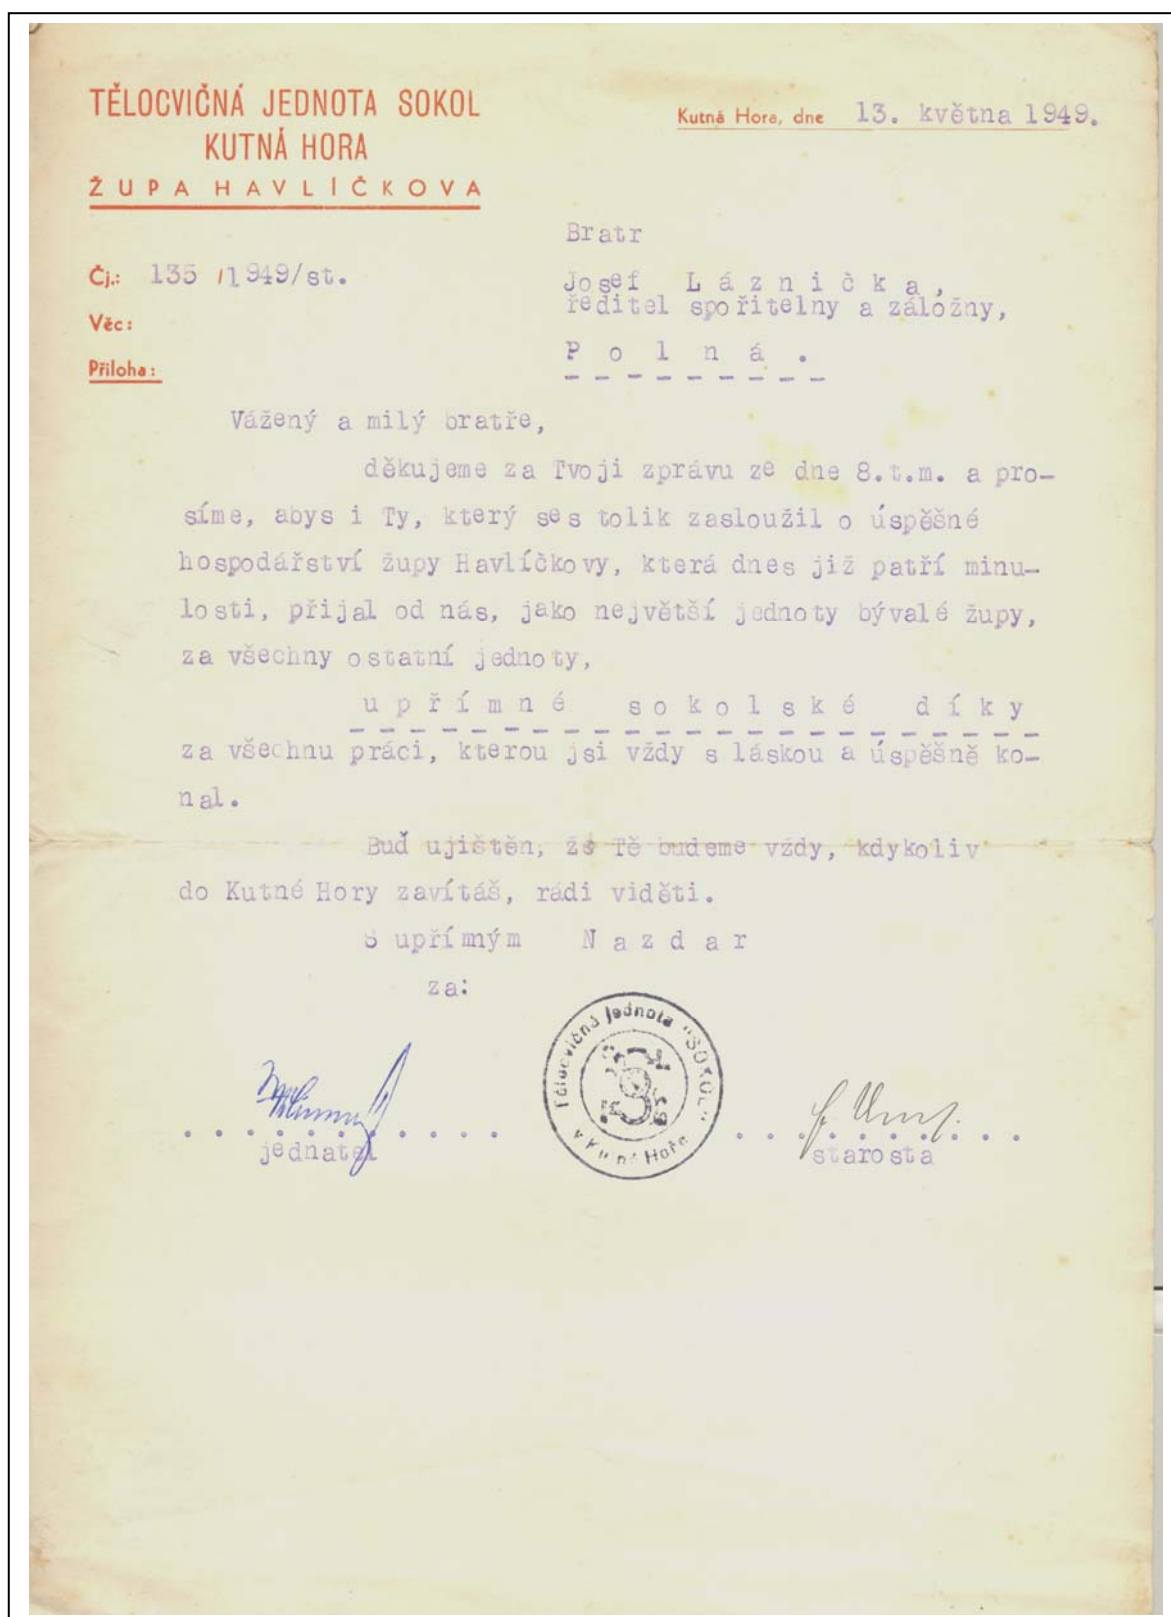 TĚLOCVIČNÁ JEDNOTA SOKOL
KUTNÁ HORA
ŽUPA HAVLÍČKOVA
Kutná Hora, dne 13. května 1949.
Čj.: 135 /1949/st.
Věc:
Příloha:
Bratr
Josef Láznička,
ředitel spořitelny a záložny,
Polná.
Vážený a milý bratře,
děkujeme za Tvoji zprávu ze dne 8.t.m. a pro-
síme, abys i Ty, který ses tolik zasloužil o úspěšné
hospodářství župy Havlíčkovy, která dnes již patří minu-
losti, přijal od nás, jako největší jednoty bývalé župy,
za všechny ostatní jednoty,
upřímné sokolské díky
za všechnu práci, kterou jsi vždy s láskou a úspěšně ko-
nal.
Buď ujištěn, že Tě budeme vždy, kdykoliv
do Kutné Hory zavítáš, rádi viděti.
S upřímným Nazdar
za:
Tělocvičná jednota "SOKOL"
v Kutné Hoře
jednatel
starosta